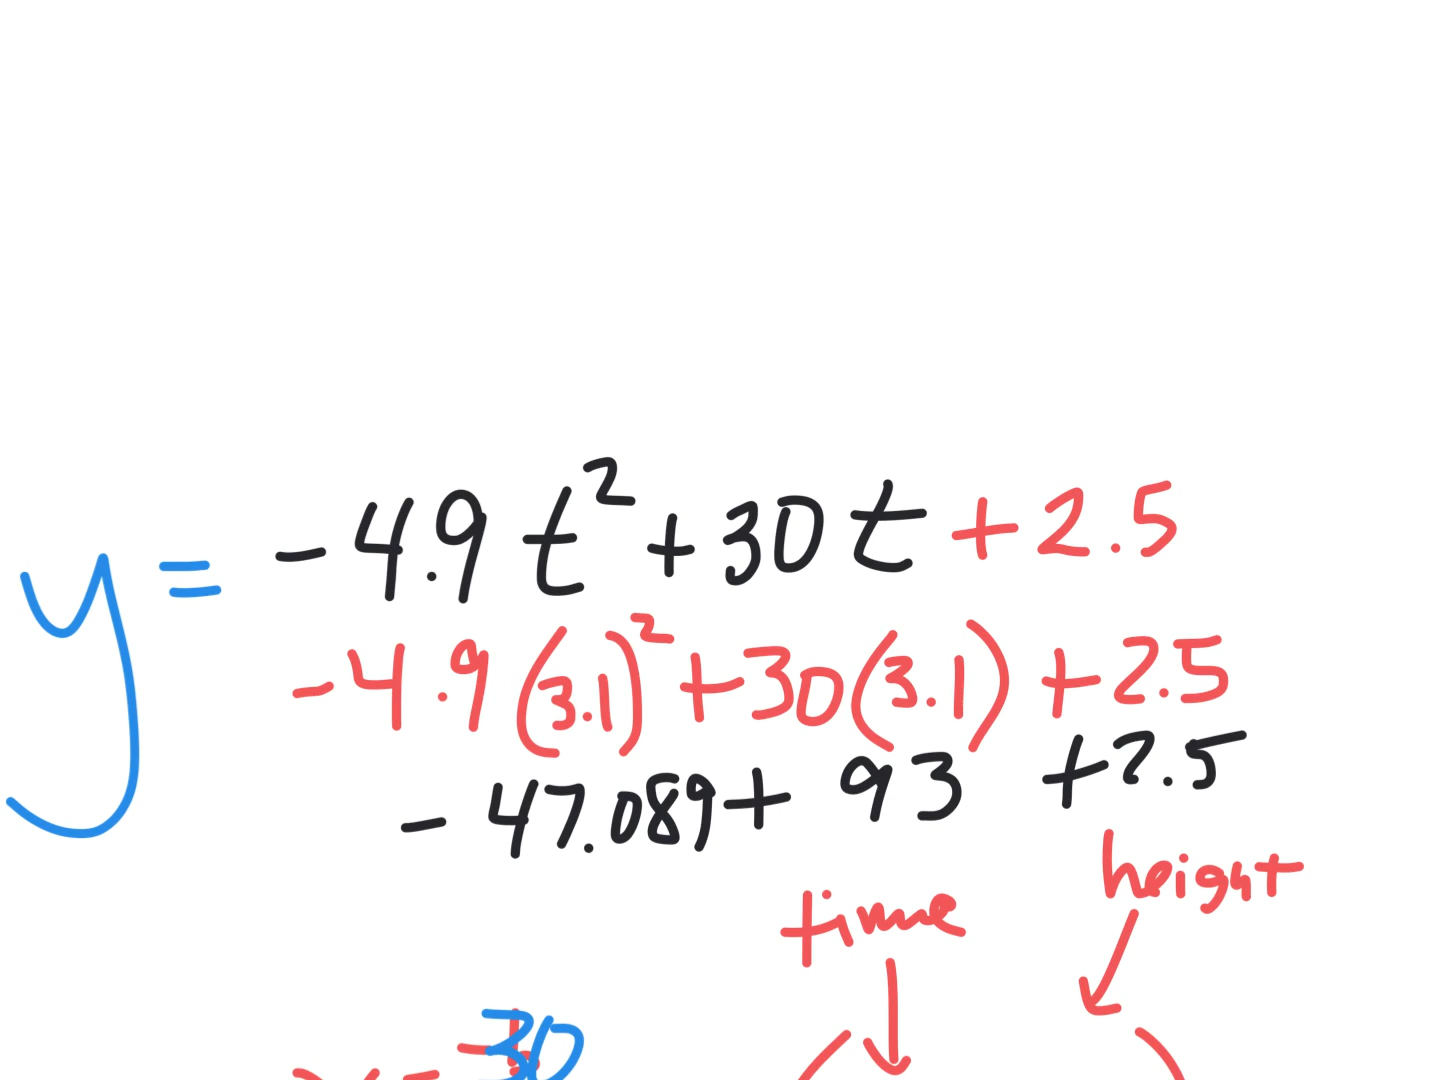 y = -4.9t² + 30t + 2.5
-4.9(3.1)² + 30(3.1) + 2.5
-47.089 + 93 + 2.5
height
time
30